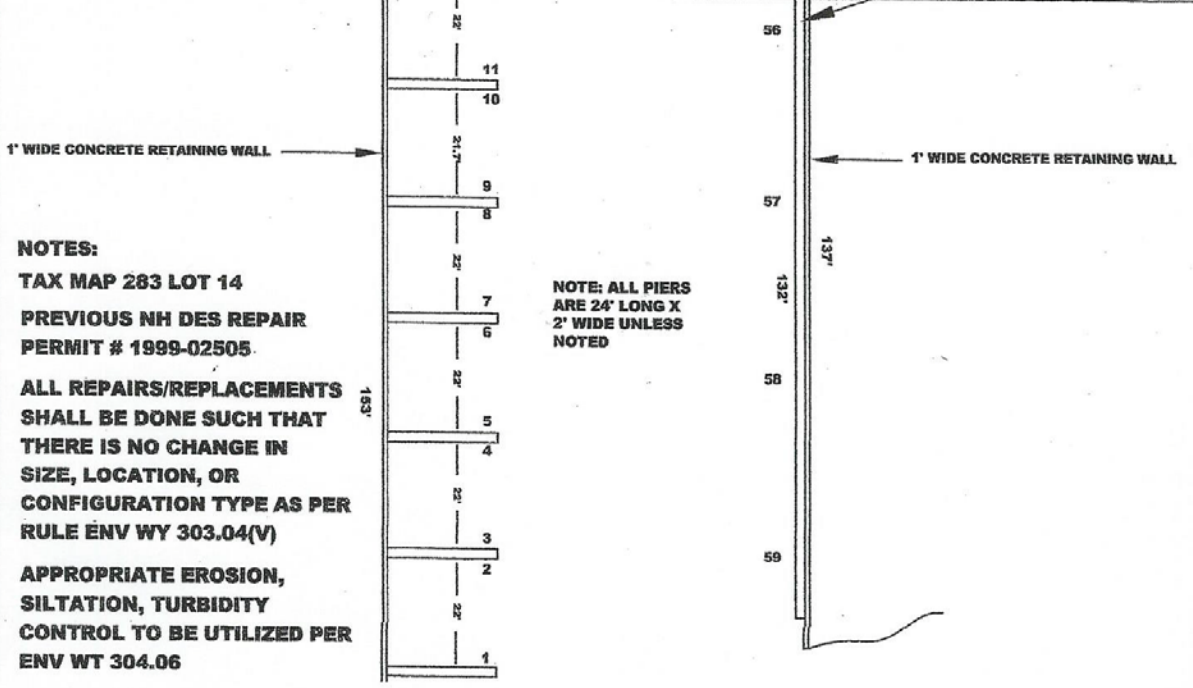 22'
56
11
10
1' WIDE CONCRETE RETAINING WALL
21.7'
1' WIDE CONCRETE RETAINING WALL
9
8
57
NOTES:
TAX MAP 283 LOT 14
PREVIOUS NH DES REPAIR
PERMIT # 1999-02505
ALL REPAIRS/REPLACEMENTS
SHALL BE DONE SUCH THAT
THERE IS NO CHANGE IN
SIZE, LOCATION, OR
CONFIGURATION TYPE AS PER
RULE ENV WY 303.04(V)
APPROPRIATE EROSION,
SILTATION, TURBIDITY
CONTROL TO BE UTILIZED PER
ENV WT 304.06
153'
22'
7
6
22'
5
4
22'
3
2
22'
1
NOTE: ALL PIERS
ARE 24' LONG X
2' WIDE UNLESS
NOTED
137'
132'
58
59